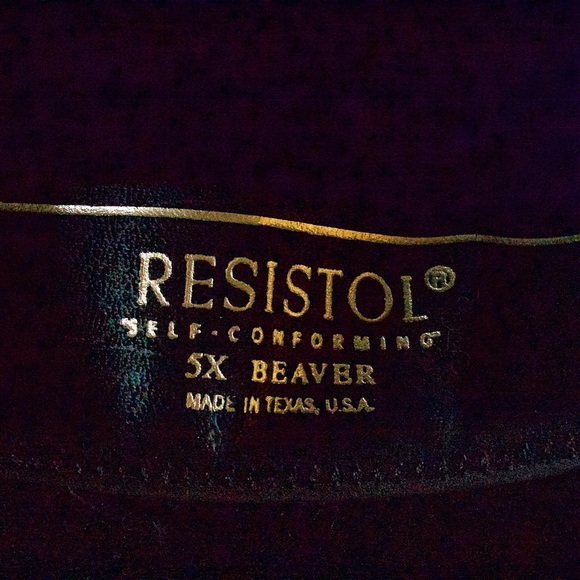 RESISTOL®
"SELF-CONFORMING"
5X BEAVER
MADE IN TEXAS, U.S.A.